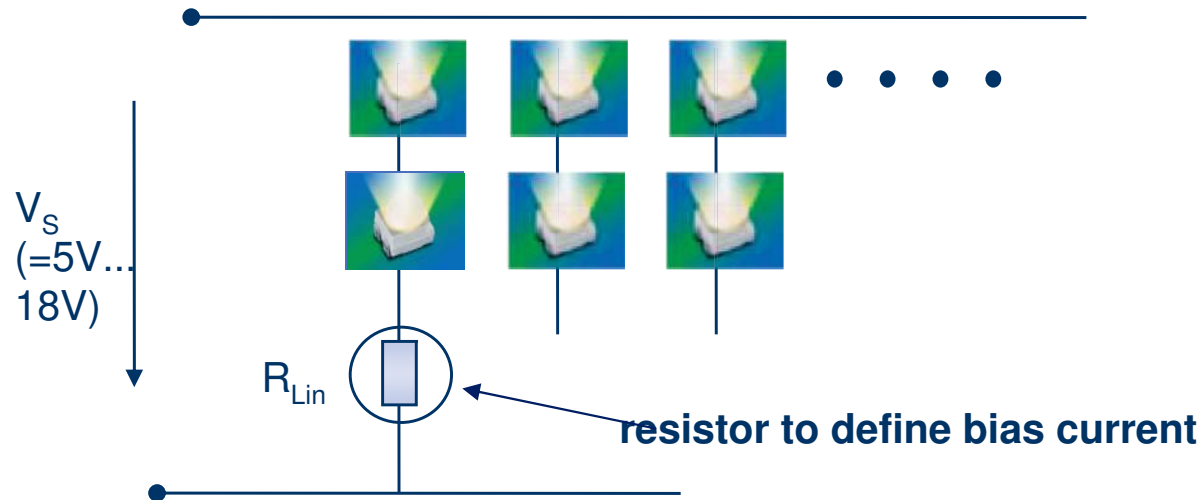 V_S
(=5V...
18V)
R_Lin
resistor to define bias current